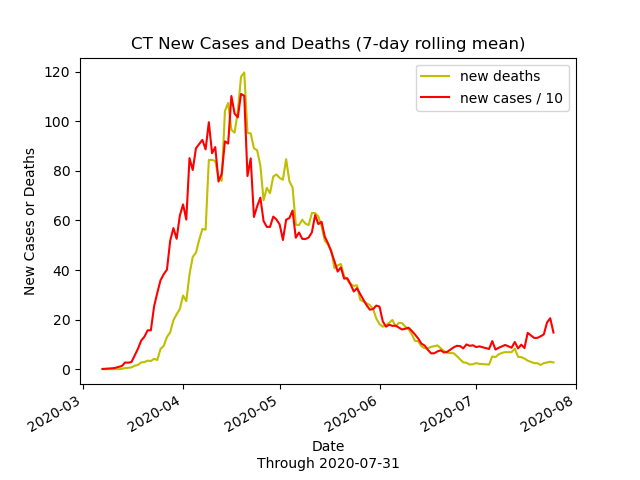 CT New Cases and Deaths (7-day rolling mean)
new deaths
new cases / 10
New Cases or Deaths
120
100
80
60
40
20
0
2020-03
2020-04
2020-05
2020-06
2020-07
2020-08
Date
Through 2020-07-31